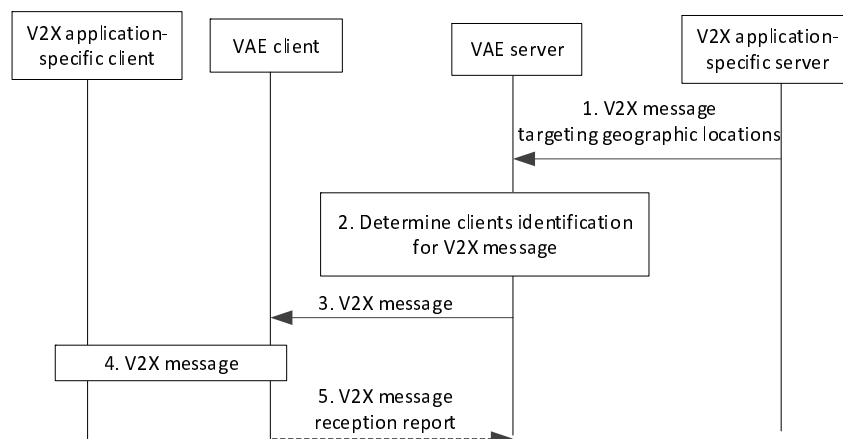 V2X application-
specific client
VAE client
VAE server
V2X application-
specific server
1. V2X message
targeting geographic locations
2. Determine clients identification
for V2X message
3. V2X message
4. V2X message
5. V2X message
reception report